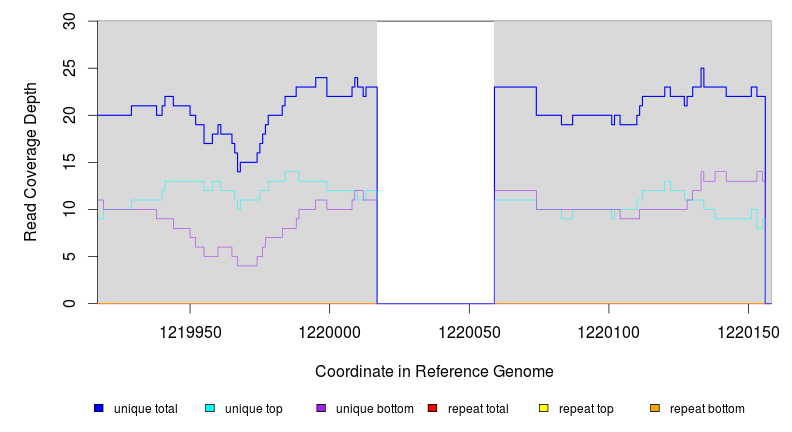 30
25
20
15
10
5
0
Read Coverage Depth
1219950 1220000 1220050 1220100 1220150
Coordinate in Reference Genome
unique total unique top unique bottom repeat total repeat top repeat bottom